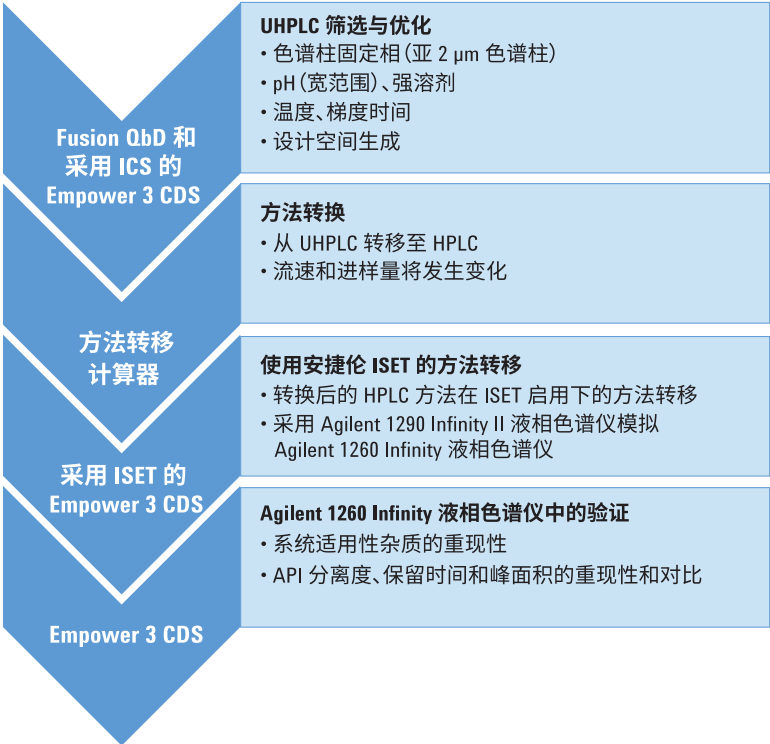 UHPLC 筛选与优化
• 色谱柱固定相（亚 2 µm 色谱柱）
• pH（宽范围）、强溶剂
• 温度、梯度时间
• 设计空间生成
Fusion QbD 和
采用 ICS 的
Empower 3 CDS
方法转换
• 从 UHPLC 转移至 HPLC
• 流速和进样量将发生变化
方法转移
计算器
使用安捷伦 ISET 的方法转移
• 转换后的 HPLC 方法在 ISET 启用下的方法转移
• 采用 Agilent 1290 Infinity II 液相色谱仪模拟
Agilent 1260 Infinity 液相色谱仪
采用 ISET 的
Empower 3 CDS
Agilent 1260 Infinity 液相色谱仪中的验证
• 系统适用性杂质的重现性
• API 分离度、保留时间和峰面积的重现性和对比
Empower 3 CDS